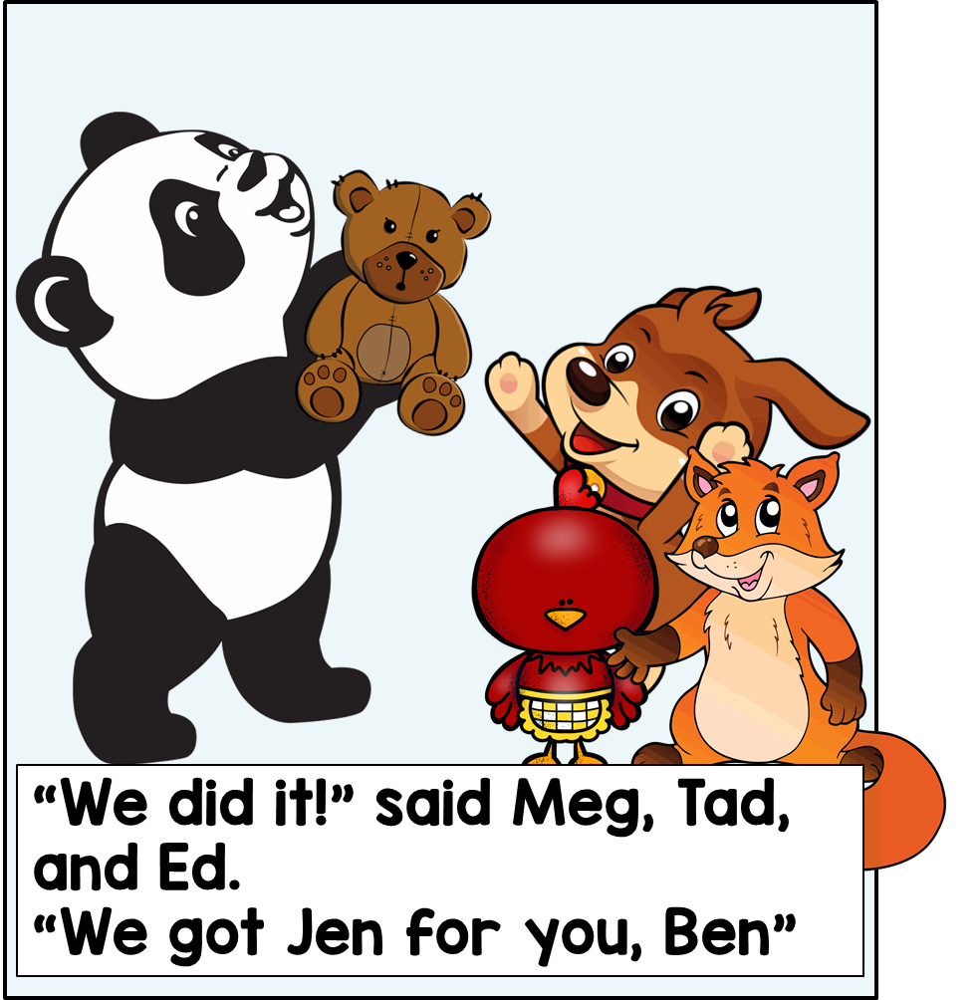 “We did it!” said Meg, Tad,
and Ed.
“We got Jen for you, Ben”